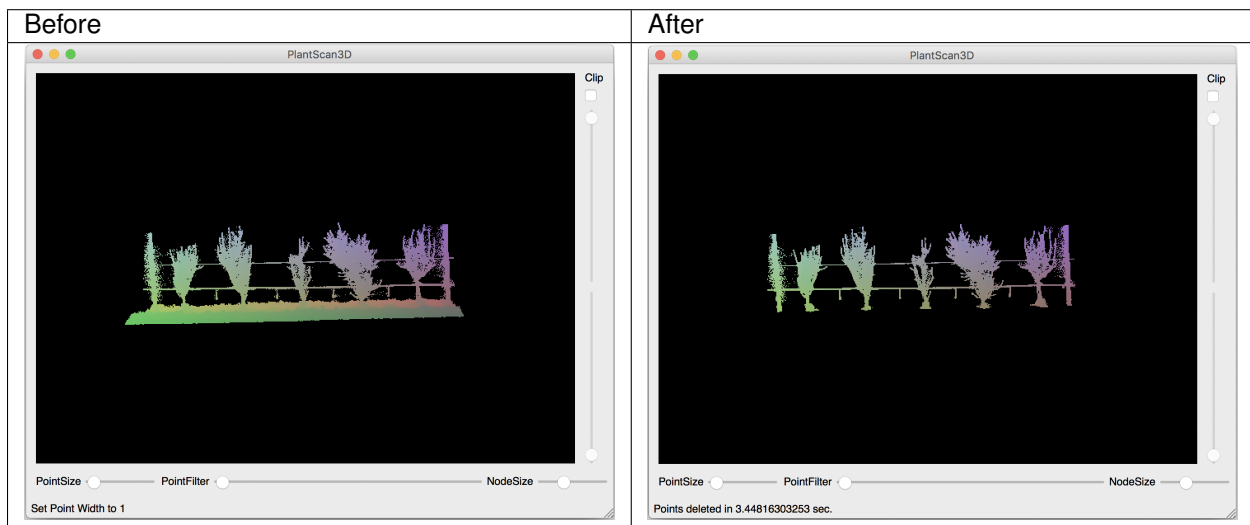 Before
After
PlantScan3D
Clip
PointSize
PointFilter
NodeSize
Set Point Width to 1
PlantScan3D
Clip
PointSize
PointFilter
NodeSize
Points deleted in 3.44816303253 sec.